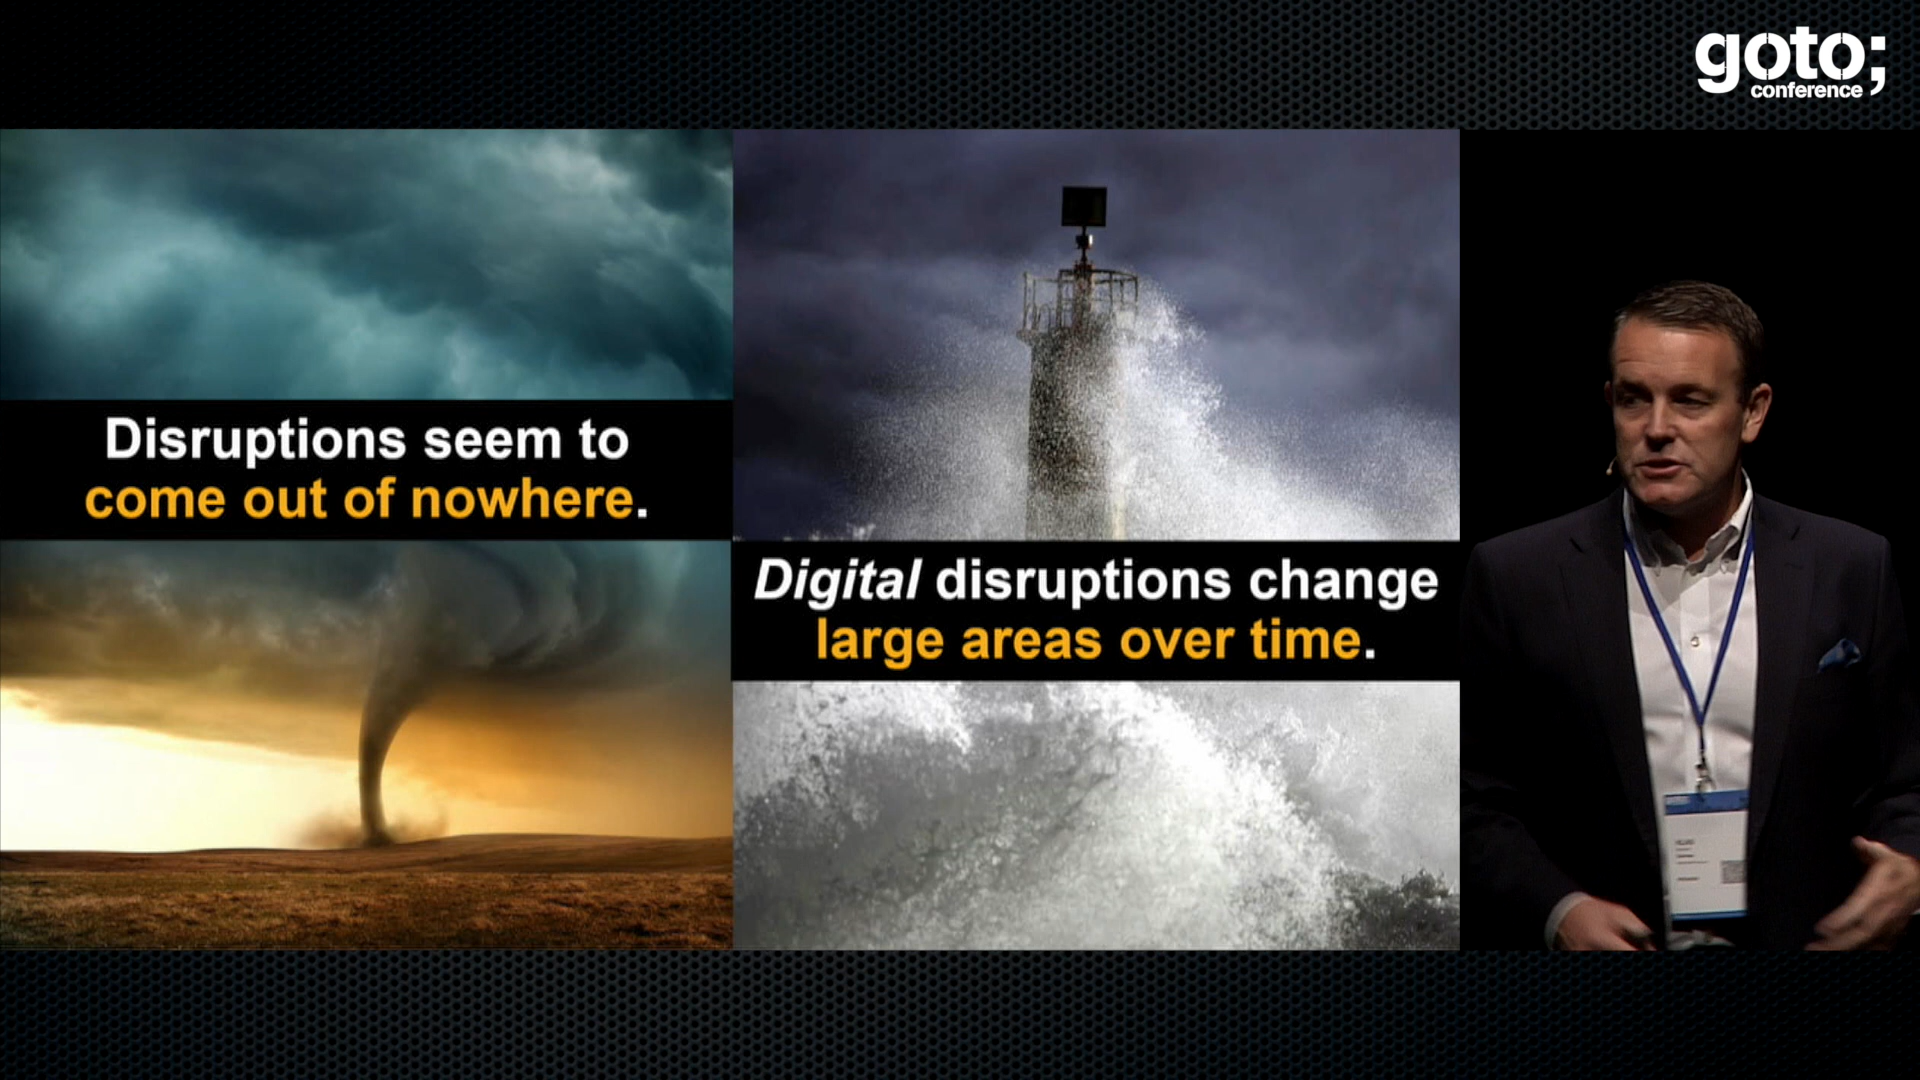 goto;
conference
Disruptions seem to
come out of nowhere.
Digital disruptions change
large areas over time.